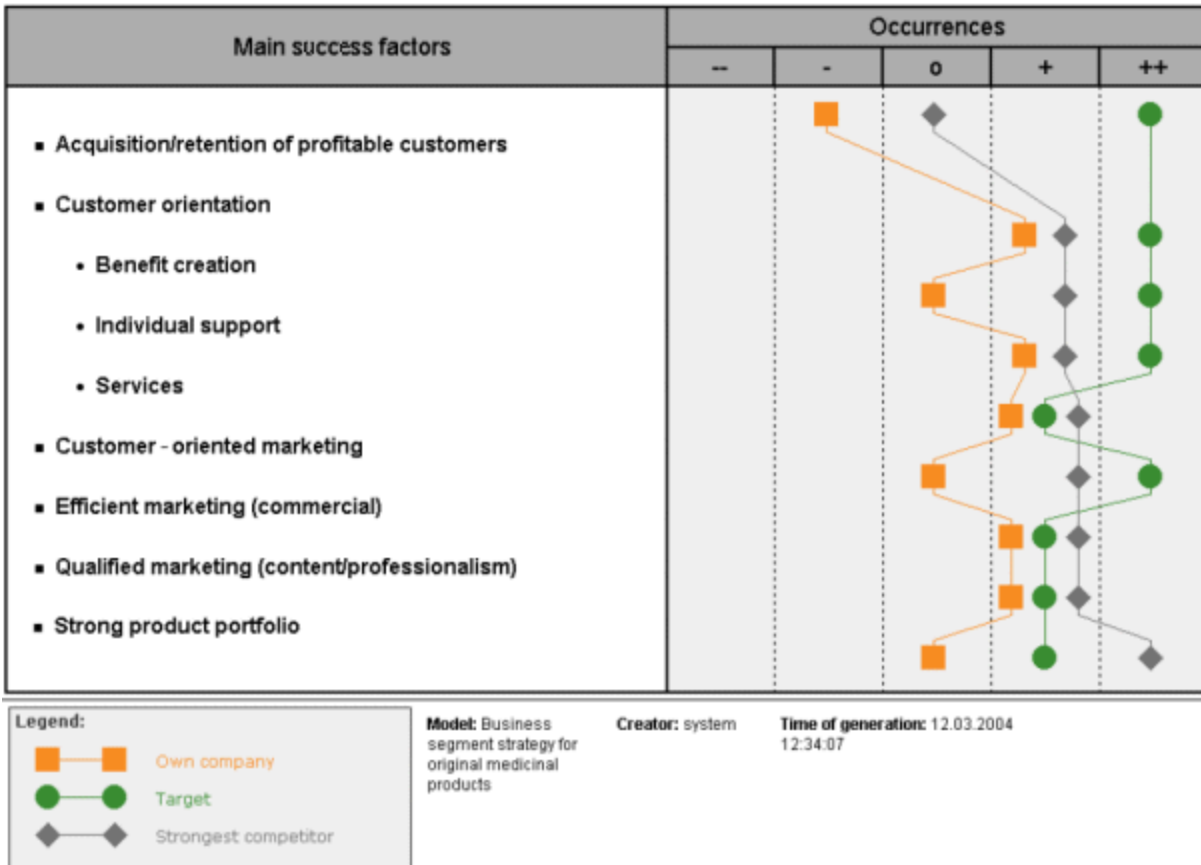 Main success factors
Occurrences
--
-
o
+
++
▪ Acquisition/retention of profitable customers
▪ Customer orientation
• Benefit creation
• Individual support
• Services
▪ Customer - oriented marketing
▪ Efficient marketing (commercial)
▪ Qualified marketing (content/professionalism)
▪ Strong product portfolio
Legend:
Own company
Target
Strongest competitor
Model: Business
segment strategy for
original medicinal
products
Creator: system
Time of generation: 12.03.2004
12:34:07